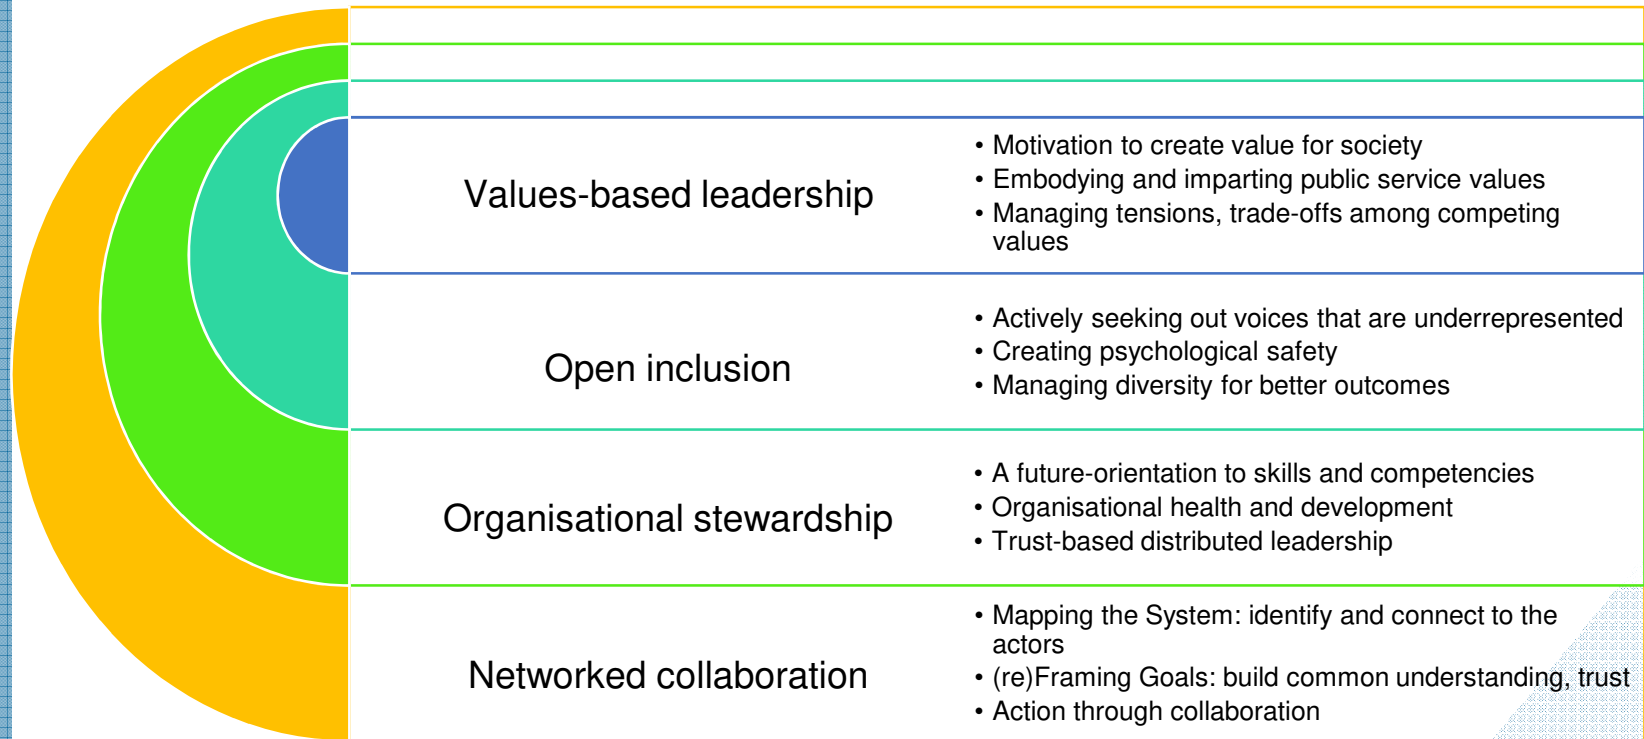 Values-based leadership
• Motivation to create value for society
• Embodying and imparting public service values
• Managing tensions, trade-offs among competing
values
Open inclusion
• Actively seeking out voices that are underrepresented
• Creating psychological safety
• Managing diversity for better outcomes
Organisational stewardship
• A future-orientation to skills and competencies
• Organisational health and development
• Trust-based distributed leadership
Networked collaboration
• Mapping the System: identify and connect to the
actors
• (re)Framing Goals: build common understanding, trust
• Action through collaboration